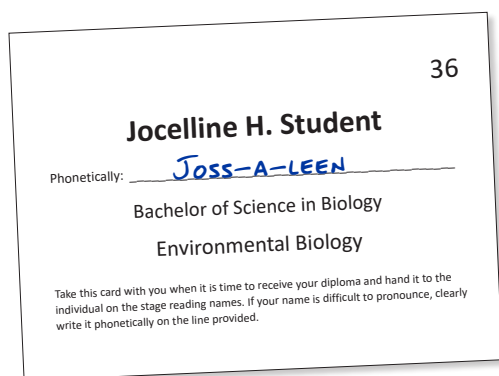 36
Jocelline H. Student
Phonetically: Joss-A-LEEN
Bachelor of Science in Biology
Environmental Biology
Take this card with you when it is time to receive your diploma and hand it to the
individual on the stage reading names. If your name is difficult to pronounce, clearly
write it phonetically on the line provided.